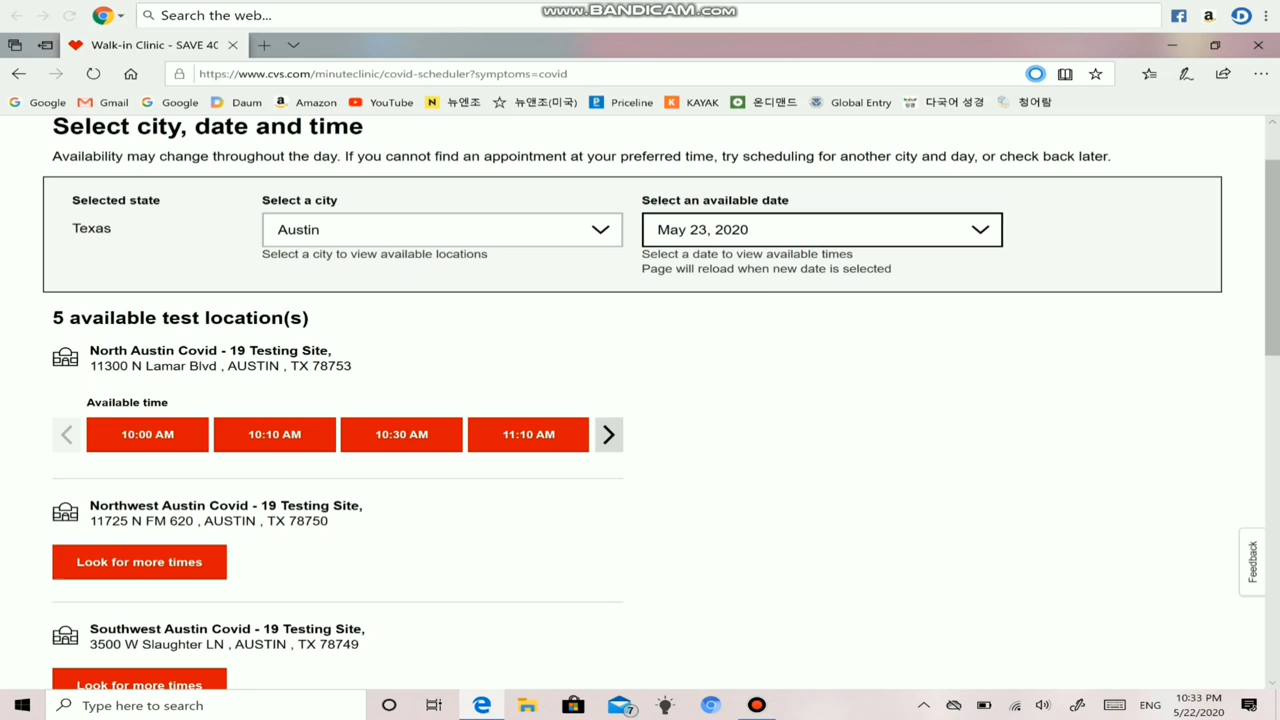 www.BANDICAM.com
Search the web...
Walk-in Clinic - SAVE 4
https://www.cvs.com/minuteclinic/covid-scheduler?symptoms=covid
Google Gmail Google Daum Amazon YouTube 뉴앤조 뉴앤조(미국) Priceline KAYAK 온디맨드 Global Entry 다국어 성경 청어람
Select city, date and time
Availability may change throughout the day. If you cannot find an appointment at your preferred time, try scheduling for another city and day, or check back later.
Selected state Select a city Select an available date
Texas Austin May 23, 2020
Select a city to view available locations Select a date to view available times
Page will reload when new date is selected
5 available test location(s)
North Austin Covid - 19 Testing Site,
11300 N Lamar Blvd , AUSTIN , TX 78753
Available time
10:00 AM 10:10 AM 10:30 AM 11:10 AM
Northwest Austin Covid - 19 Testing Site,
11725 N FM 620 , AUSTIN , TX 78750
Look for more times
Feedback
Southwest Austin Covid - 19 Testing Site,
3500 W Slaughter LN , AUSTIN , TX 78749
Look for more times
Type here to search 7 ENG 10:33 PM
5/22/2020